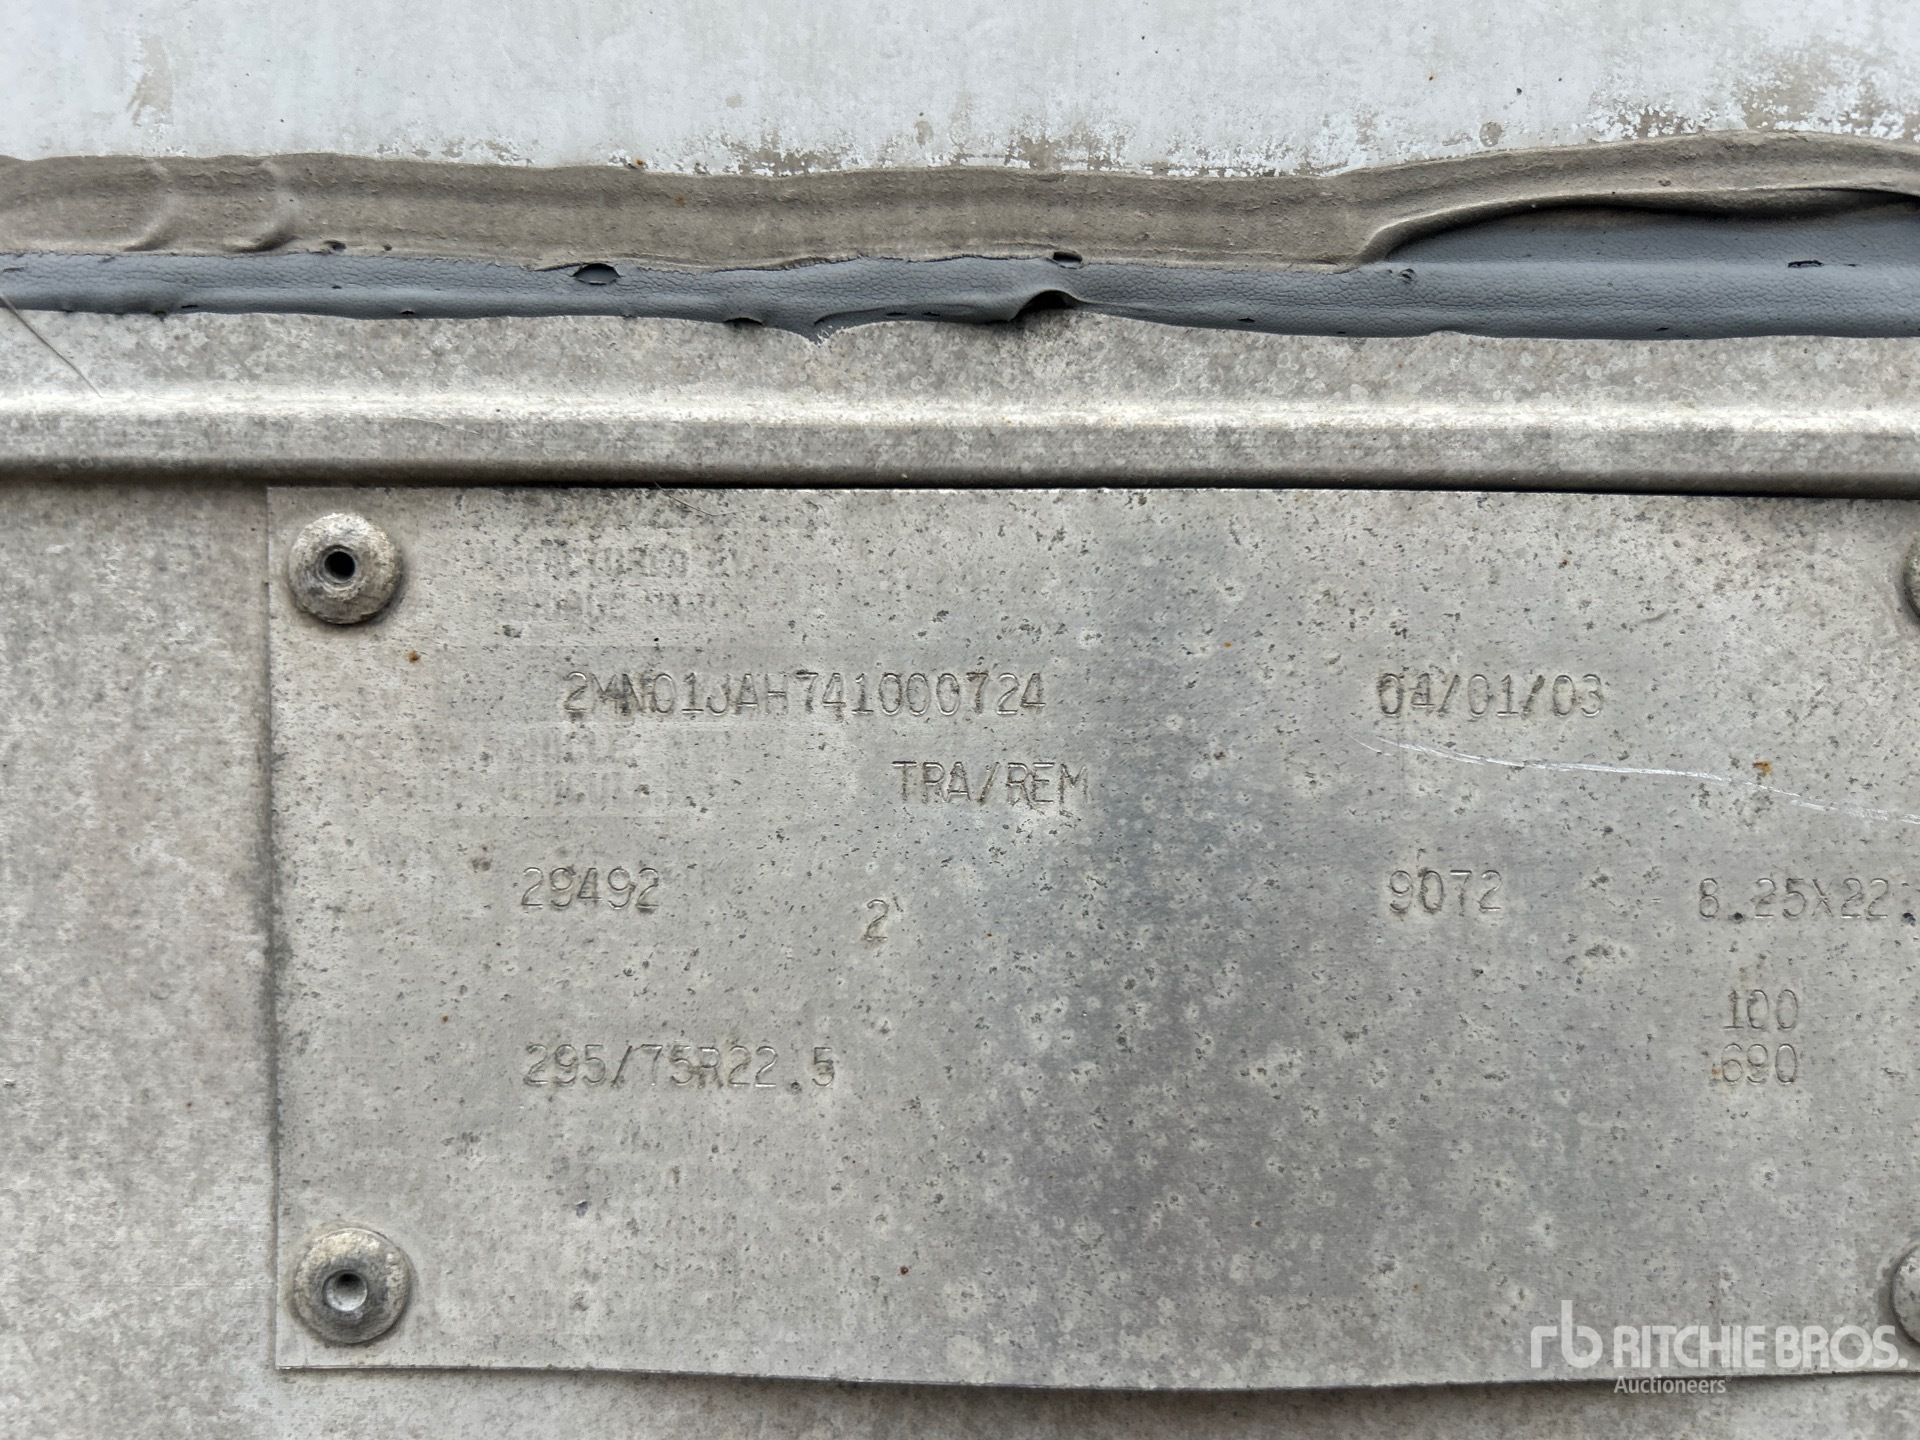 2MN01JAH741000724 04/01/03
TRA/REM
29492 2 9072 8.25X22.
100
295/75R22.5 690
rb RITCHIE BROS.
Auctioneers